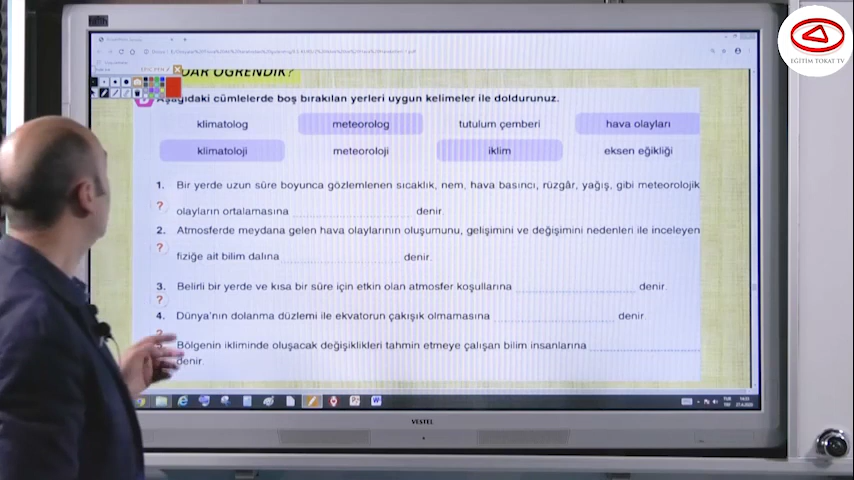 EĞİTİM TOKAT TV
DAR ÖĞRENDİK?
Aşağıdaki cümlelerde boş bırakılan yerleri uygun kelimeler ile doldurunuz.
klimatolog meteorolog tutulum çemberi hava olayları
klimatoloji meteoroloji iklim eksen eğikliği
1. Bir yerde uzun süre boyunca gözlemlenen sıcaklık, nem, hava basıncı, rüzgâr, yağış, gibi meteorolojik
? olayların ortalamasına denir.
2. Atmosferde meydana gelen hava olaylarının oluşumunu, gelişimini ve değişimini nedenleri ile inceleyen
? fiziğe ait bilim dalına denir.
3. Belirli bir yerde ve kısa bir süre için etkin olan atmosfer koşullarına denir.
?
4. Dünya'nın dolanma düzlemi ile ekvatorun çakışık olmamasına denir.
?
Bölgenin ikliminde oluşacak değişiklikleri tahmin etmeye çalışan bilim insanlarına
denir.
VESTEL